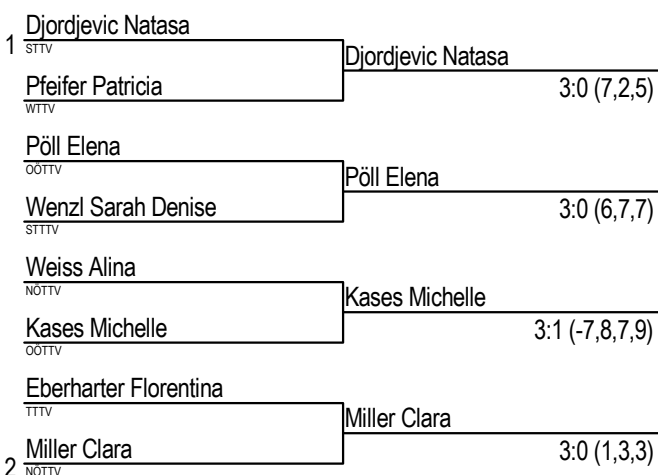 1 Djordjevic Natasa
STTV
Djordjevic Natasa
Pfeifer Patricia
3:0 (7,2,5)
WTTV
Pöll Elena
OÖTTV
Pöll Elena
Wenzl Sarah Denise
3:0 (6,7,7)
STTTV
Weiss Alina
NÖTTV
Kases Michelle
Kases Michelle
3:1 (-7,8,7,9)
OÖTTV
Eberharter Florentina
TTTV
Miller Clara
2 Miller Clara
3:0 (1,3,3)
NÖTTV